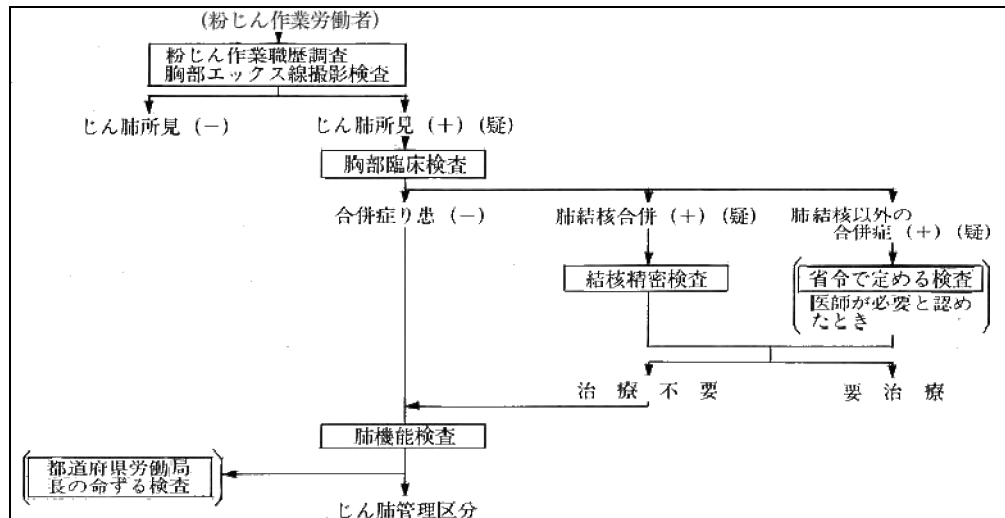 (粉じん作業労働者)
粉じん作業職歴調査
胸部エックス線撮影検査
じん肺所見 (-)
じん肺所見 (+) (疑)
胸部臨床検査
合併症り患 (-)
肺結核合併 (+) (疑)
肺結核以外の
合併症 (+) (疑)
結核精密検査
省令で定める検査
医師が必要と認め
たとき
治療不要
要治療
肺機能検査
都道府県労働局
長の命ずる検査
じん肺管理区分